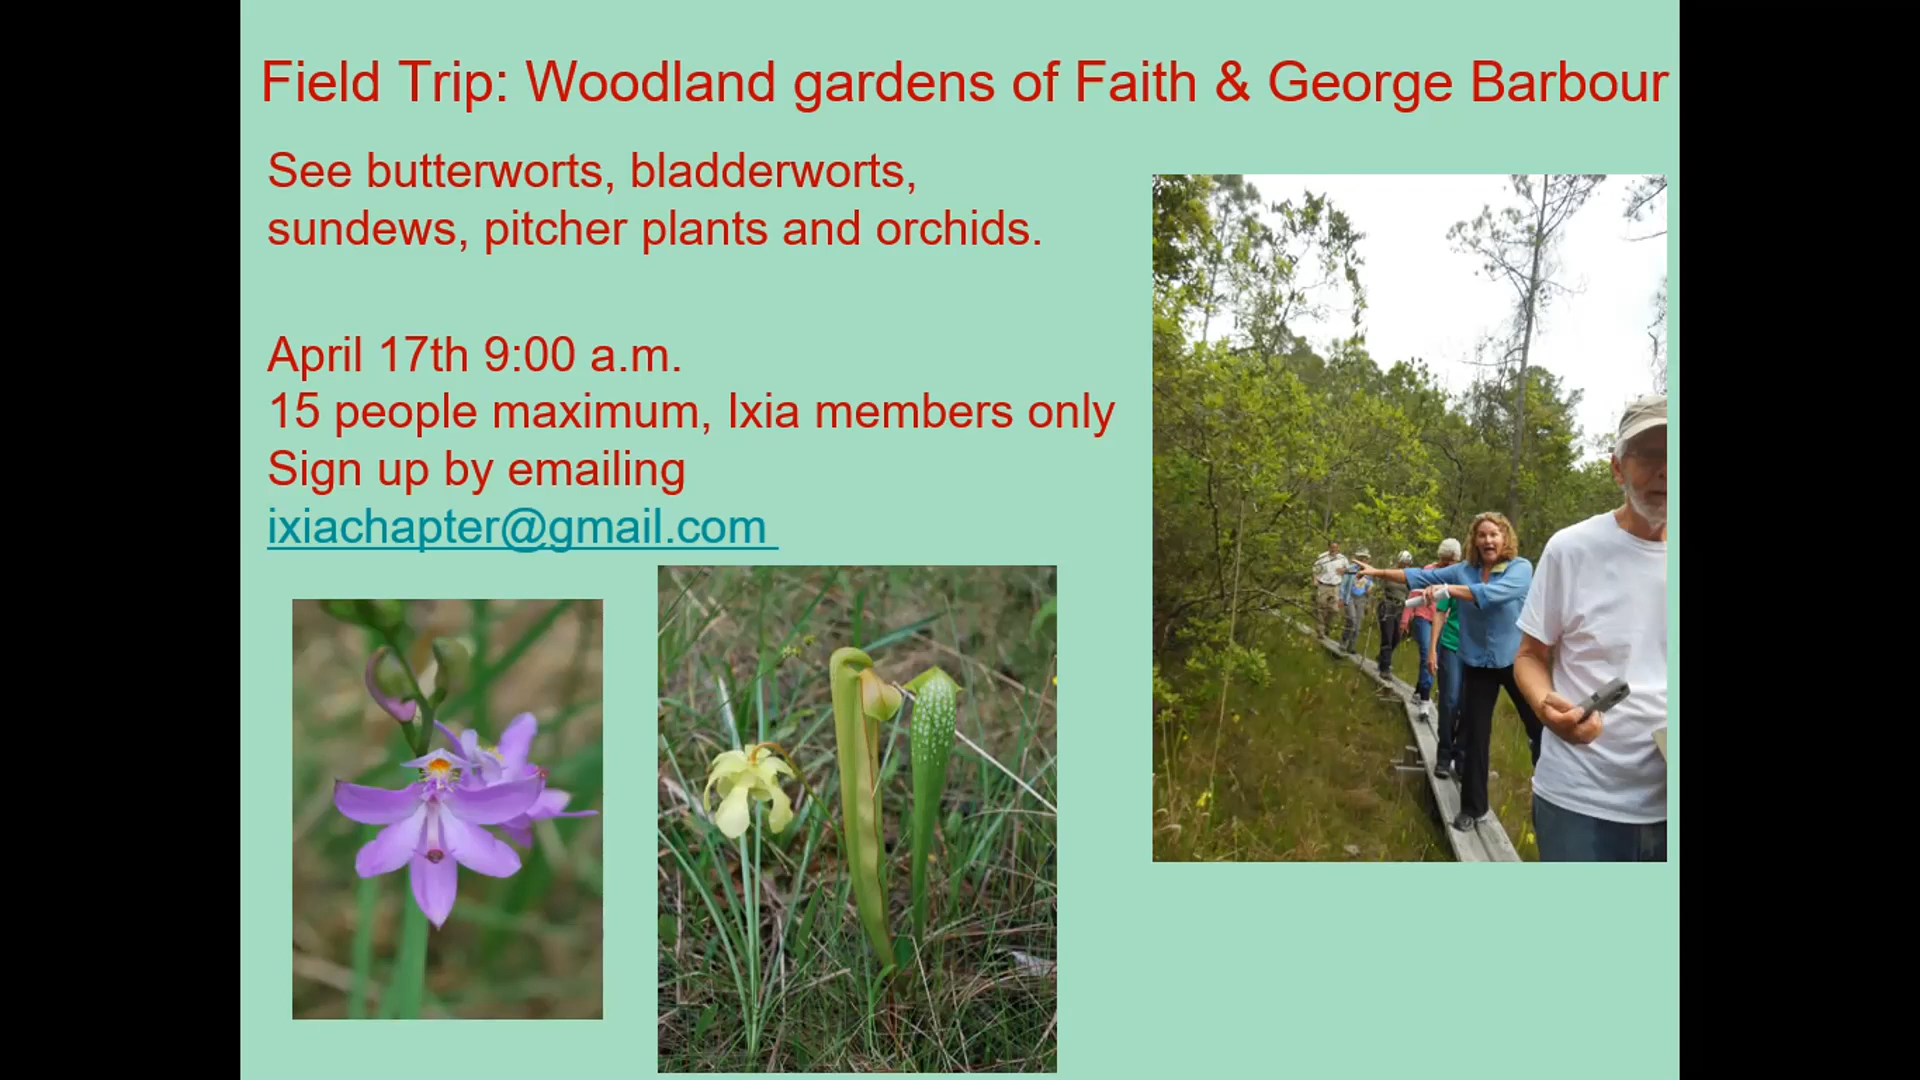 Field Trip: Woodland gardens of Faith & George Barbour
See butterworts, bladderworts,
sundews, pitcher plants and orchids.
April 17th 9:00 a.m.
15 people maximum, Ixia members only
Sign up by emailing
ixiachapter@gmail.com